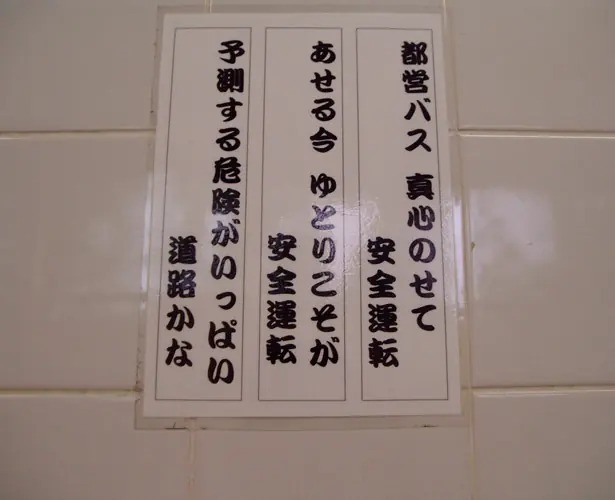 都営バス 真心のせて
安全運転
あせる今 ゆとりこそが
安全運転
予測する危険がいっぱい
道路かな